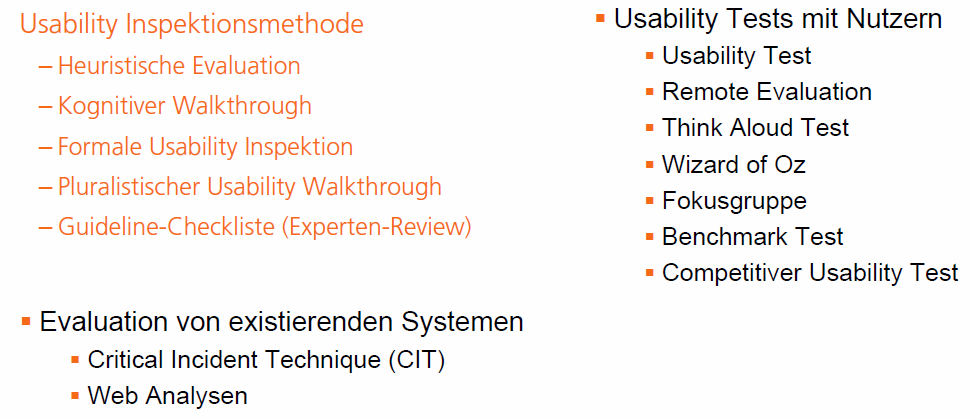 Usability Inspektionsmethode
– Heuristische Evaluation
– Kognitiver Walkthrough
– Formale Usability Inspektion
– Pluralistischer Usability Walkthrough
– Guideline-Checkliste (Experten-Review)
▪ Usability Tests mit Nutzern
▪ Usability Test
▪ Remote Evaluation
▪ Think Aloud Test
▪ Wizard of Oz
▪ Fokusgruppe
▪ Benchmark Test
▪ Competitiver Usability Test
▪ Evaluation von existierenden Systemen
▪ Critical Incident Technique (CIT)
▪ Web Analysen